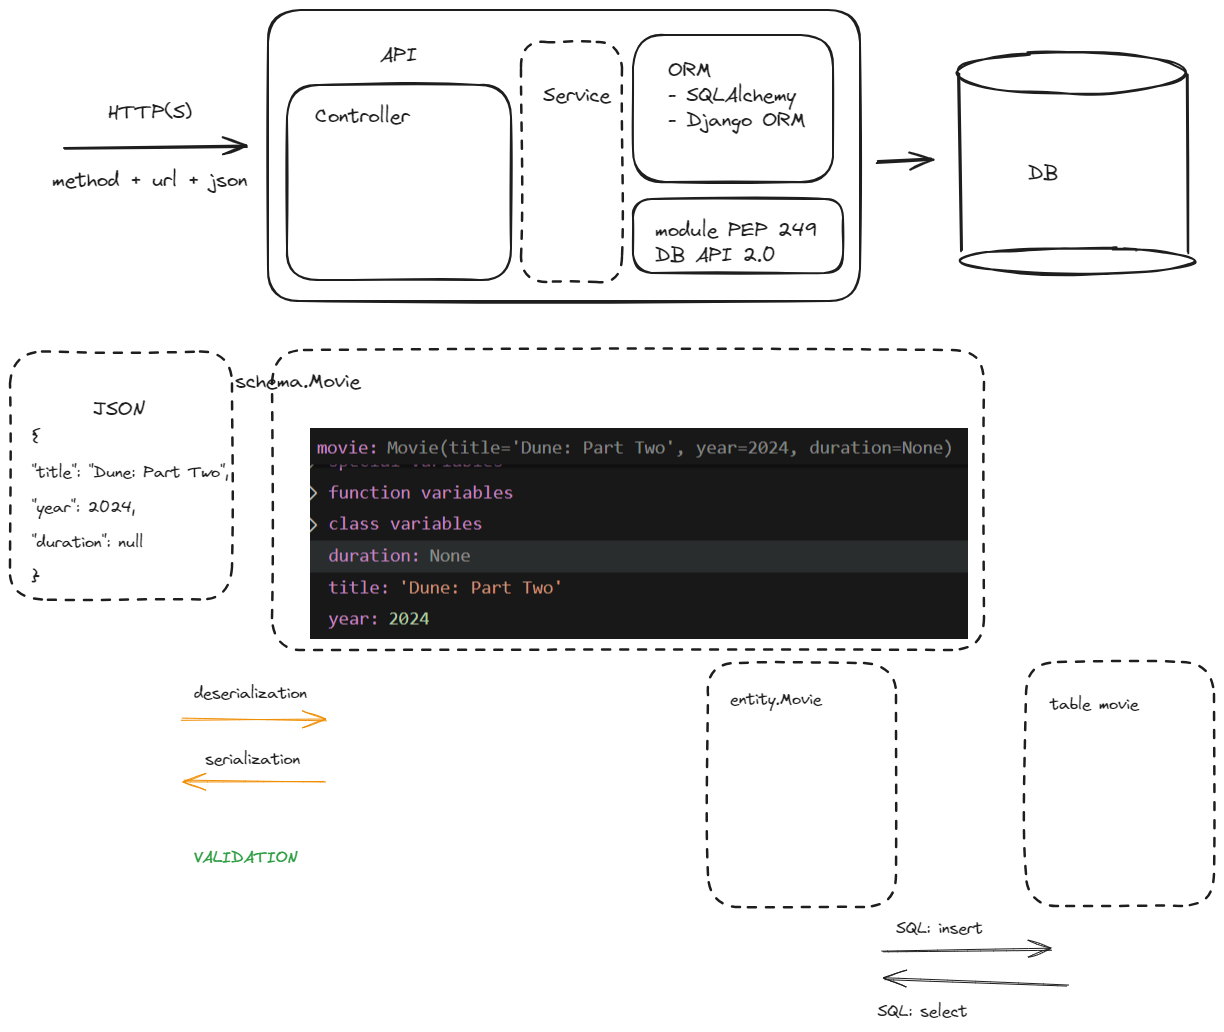 API
HTTP(S)
method + url + json
Controller
Service
ORM
- SQLAlchemy
- Django ORM
module PEP 249
DB API 2.0
DB
JSON
{
"title": "Dune: Part Two",
"year": 2024,
"duration": null
}
schema.Movie
movie: Movie(title='Dune: Part Two', year=2024, duration=None)
special variables
function variables
class variables
duration: None
title: 'Dune: Part Two'
year: 2024
deserialization
serialization
VALIDATION
entity.Movie
table movie
SQL: insert
SQL: select